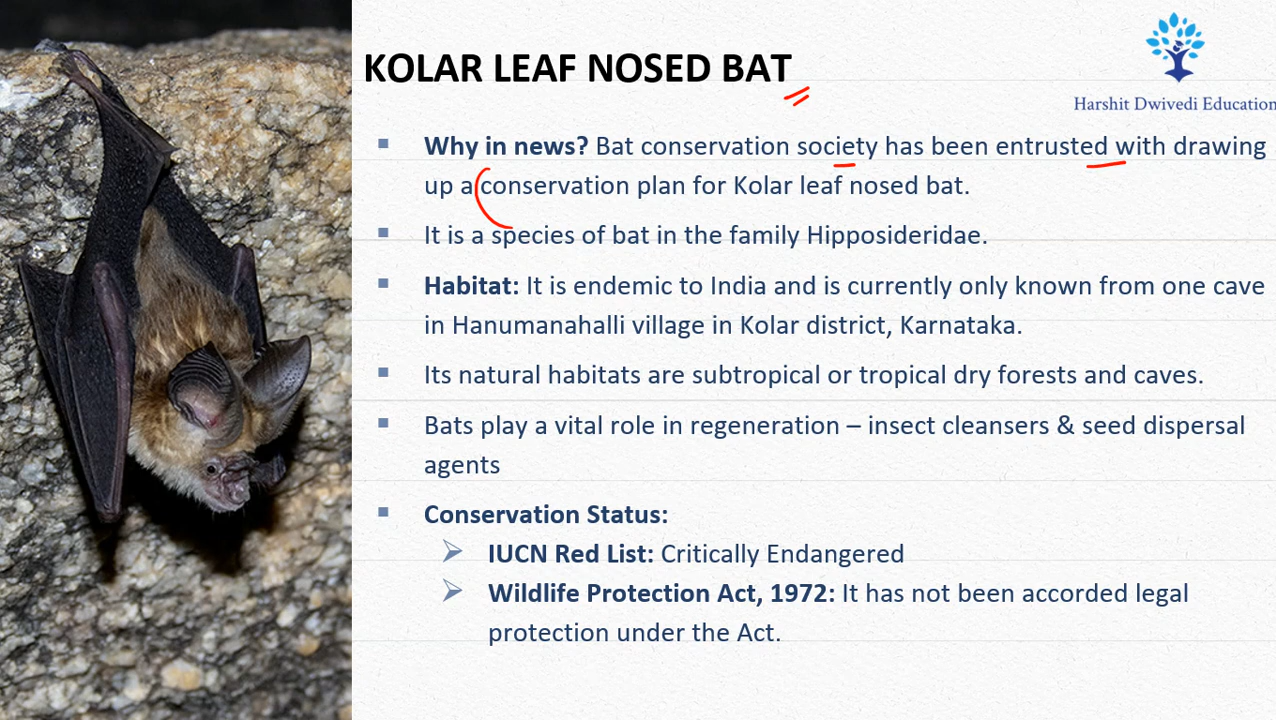 KOLAR LEAF NOSED BAT
Harshit Dwivedi Education
Why in news? Bat conservation society has been entrusted with drawing
up a conservation plan for Kolar leaf nosed bat.
It is a species of bat in the family Hipposideridae.
Habitat: It is endemic to India and is currently only known from one cave
in Hanumanahalli village in Kolar district, Karnataka.
Its natural habitats are subtropical or tropical dry forests and caves.
Bats play a vital role in regeneration – insect cleansers & seed dispersal
agents
Conservation Status:
IUCN Red List: Critically Endangered
Wildlife Protection Act, 1972: It has not been accorded legal
protection under the Act.